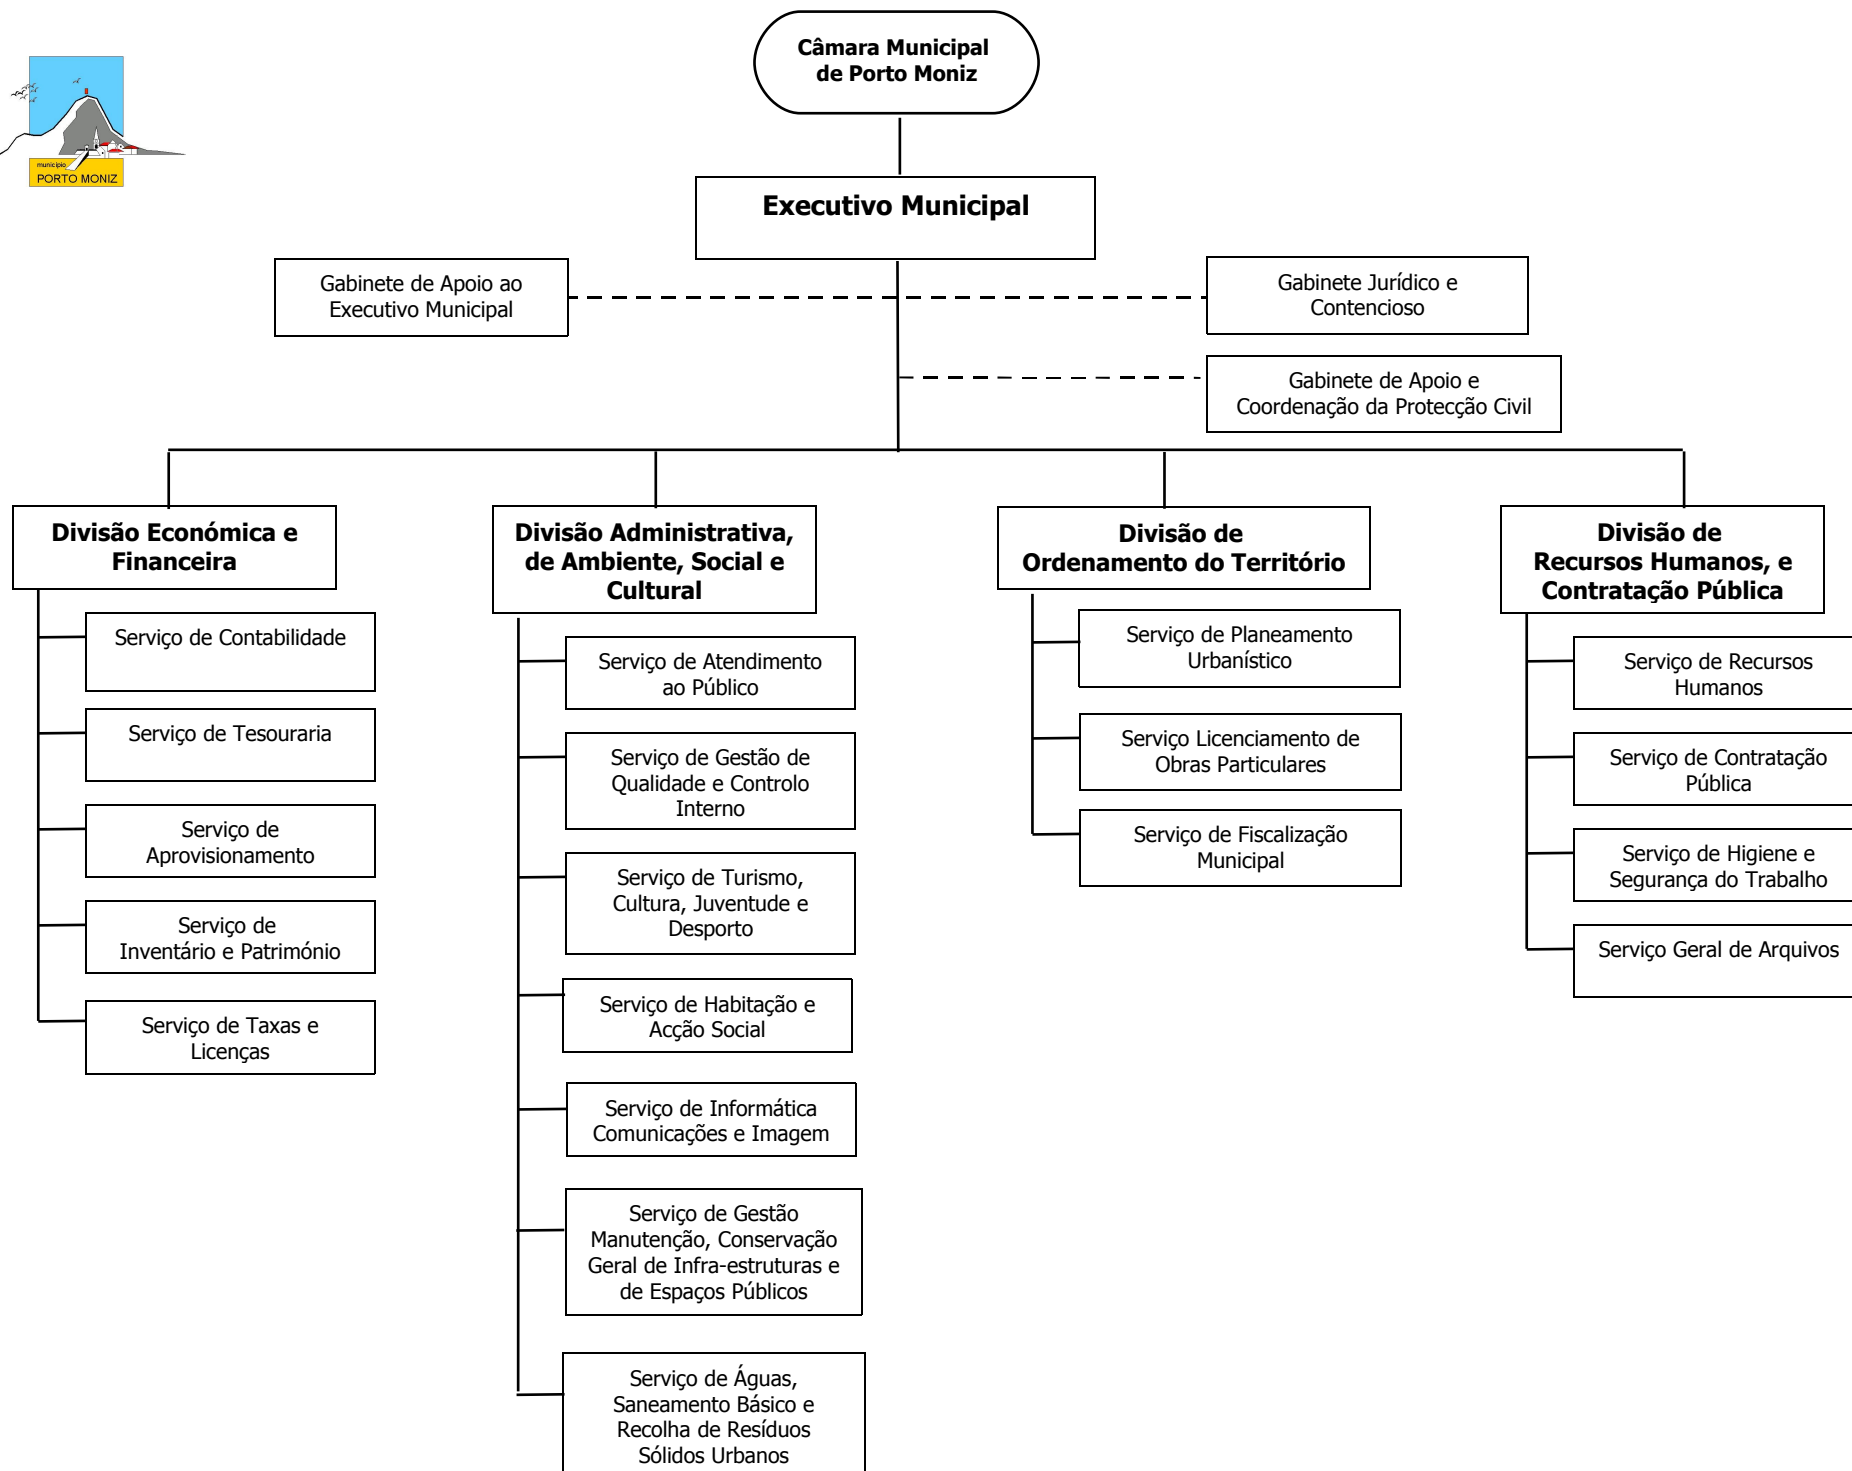 Câmara Municipal
de Porto Moniz
município
PORTO MONIZ
Executivo Municipal
Gabinete de Apoio ao
Executivo Municipal
Gabinete Jurídico e
Contencioso
Gabinete de Apoio e
Coordenação da Protecção Civil
Divisão Económica e
Financeira
Serviço de Contabilidade
Serviço de Tesouraria
Serviço de
Aprovisionamento
Serviço de
Inventário e Património
Serviço de Taxas e
Licenças
Divisão Administrativa,
de Ambiente, Social e
Cultural
Serviço de Atendimento
ao Público
Serviço de Gestão de
Qualidade e Controlo
Interno
Serviço de Turismo,
Cultura, Juventude e
Desporto
Serviço de Habitação e
Acção Social
Serviço de Informática
Comunicações e Imagem
Serviço de Gestão
Manutenção, Conservação
Geral de Infra-estruturas e
de Espaços Públicos
Serviço de Águas,
Saneamento Básico e
Recolha de Resíduos
Sólidos Urbanos
Divisão de
Ordenamento do Território
Serviço de Planeamento
Urbanístico
Serviço Licenciamento de
Obras Particulares
Serviço de Fiscalização
Municipal
Divisão de
Recursos Humanos, e
Contratação Pública
Serviço de Recursos
Humanos
Serviço de Contratação
Pública
Serviço de Higiene e
Segurança do Trabalho
Serviço Geral de Arquivos